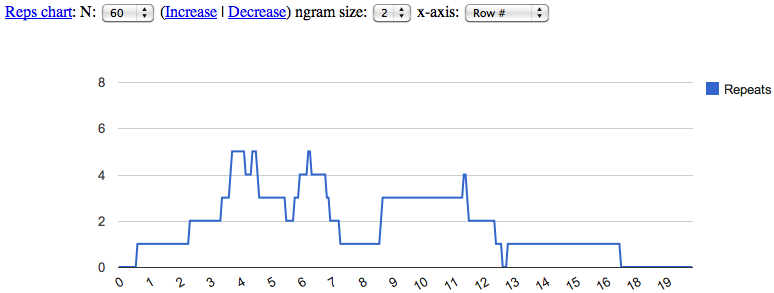 Reps chart: N: 60 (Increase | Decrease) ngram size: 2 x-axis: Row #
8
Repeats
6
4
2
0
0 1 2 3 4 5 6 7 8 9 10 11 12 13 14 15 16 18 19